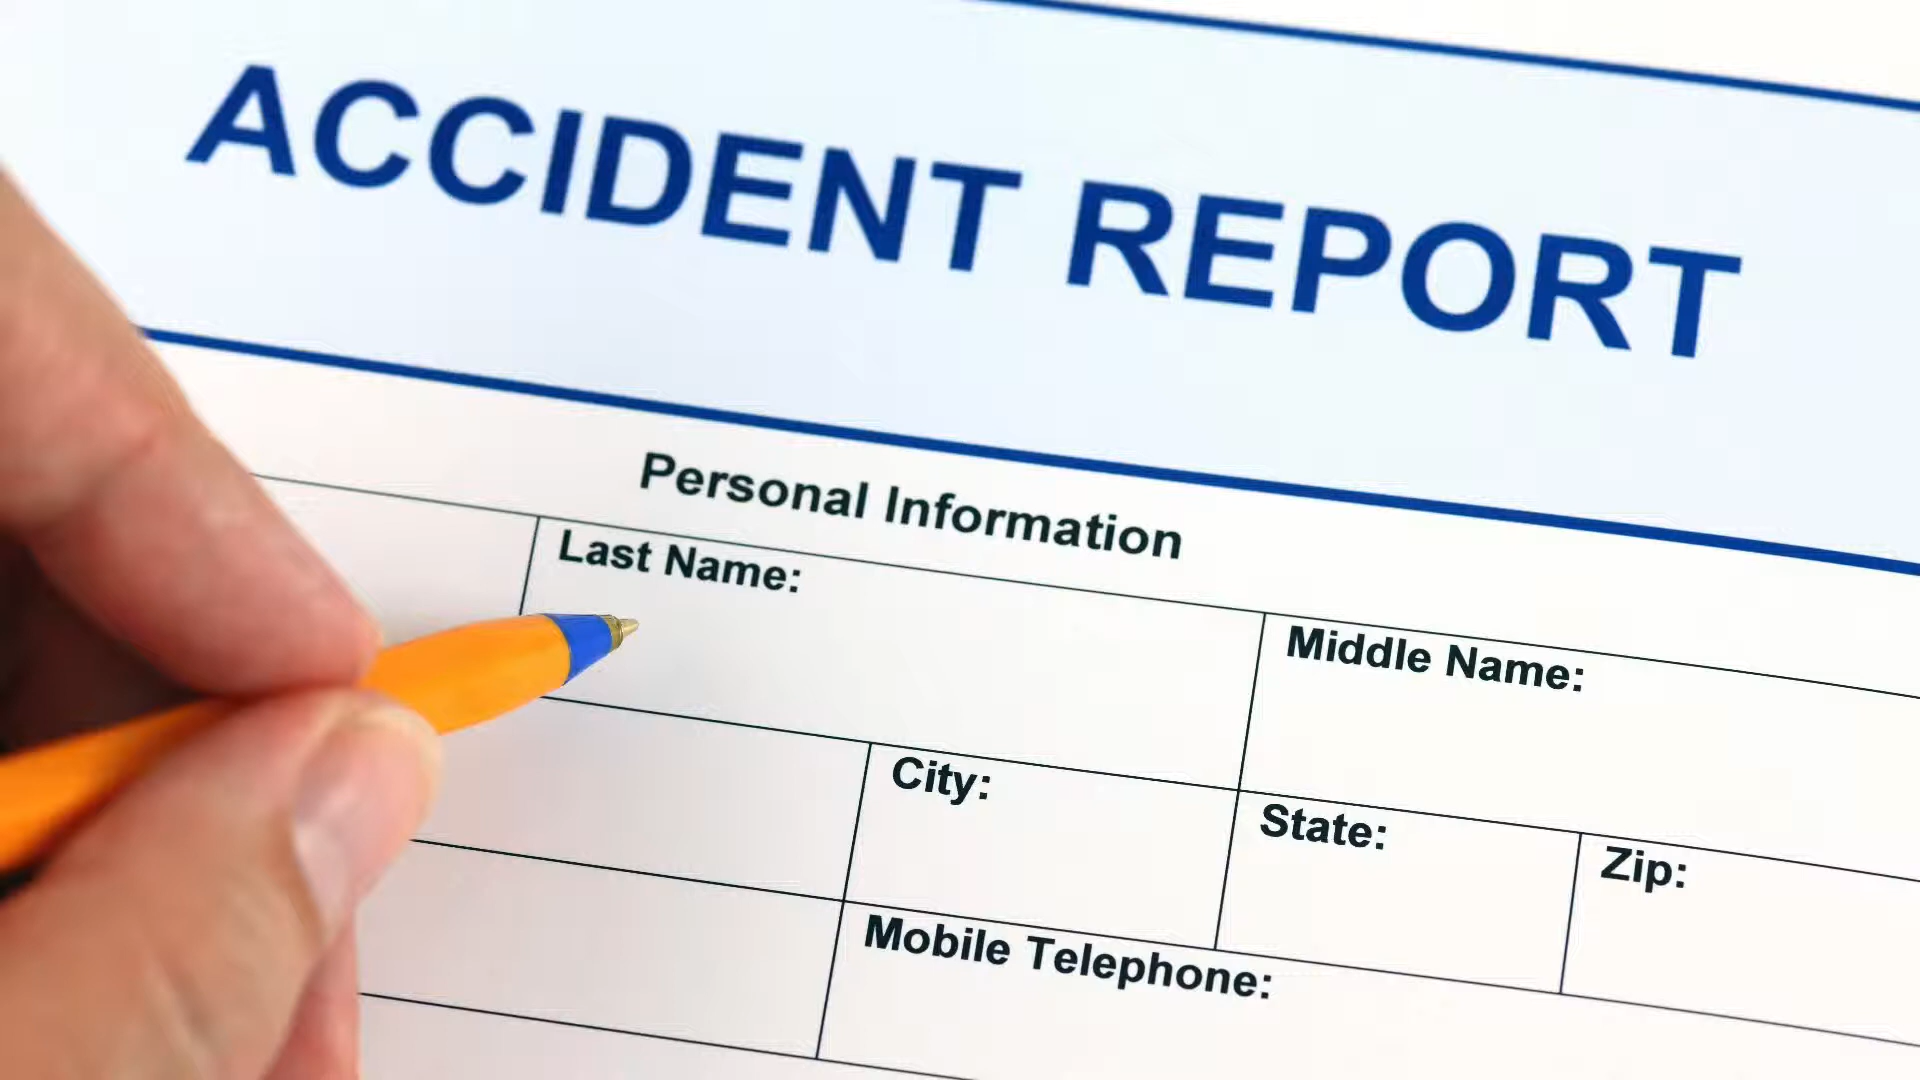 ACCIDENT REPORT
Personal Information
Last Name:
Middle Name:
City:
State:
Zip:
Mobile Telephone: